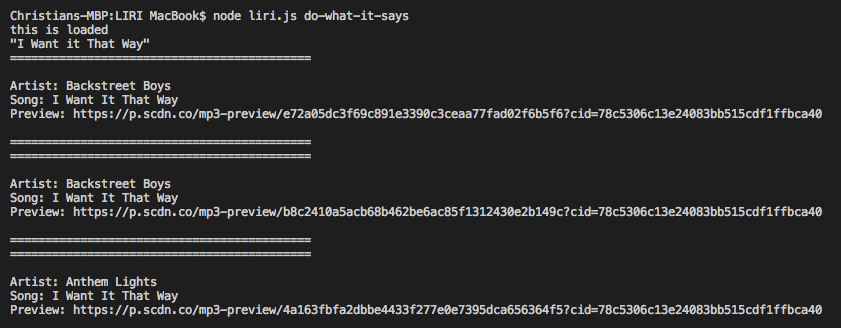 Christians-MBP:LIRI MacBook$ node liri.js do-what-it-says
this is loaded
"I Want it That Way"
===========================================
Artist: Backstreet Boys
Song: I Want It That Way
Preview: https://p.scdn.co/mp3-preview/e72a05dc3f69c891e3390c3ceaa77fad02f6b5f6?cid=78c5306c13e24083bb515cdf1ffbca40
===========================================
===========================================
Artist: Backstreet Boys
Song: I Want It That Way
Preview: https://p.scdn.co/mp3-preview/b8c2410a5acb68b462be6ac85f1312430e2b149c?cid=78c5306c13e24083bb515cdf1ffbca40
===========================================
===========================================
Artist: Anthem Lights
Song: I Want It That Way
Preview: https://p.scdn.co/mp3-preview/4a163fbfa2dbbe4433f277e0e7395dca656364f5?cid=78c5306c13e24083bb515cdf1ffbca40